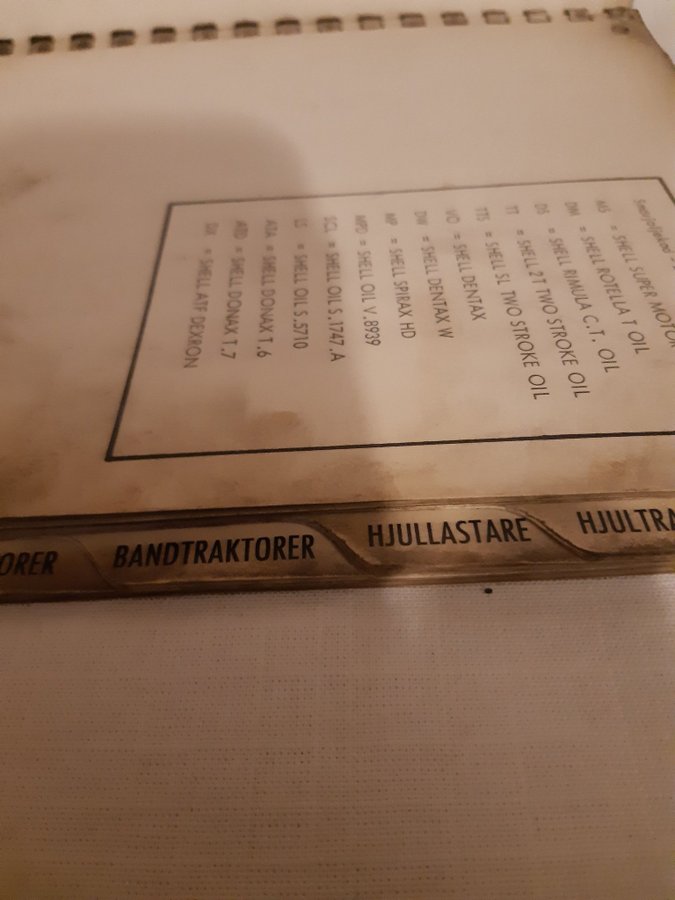 MS = SHELL SUPER MOTOR
DM = SHELL ROTELLA T OIL
DS = SHELL RIMULA C.T. OIL
TT = SHELL 2T TWO STROKE OIL
TTS = SHELL SL TWO STROKE OIL
VO = SHELL DENTAX
DW = SHELL DENTAX W
MP = SHELL SPIRAX HD
MPD = SHELL OIL V.8939
SCL = SHELL OIL S.1747.A
LS = SHELL OIL S.5710
ASA = SHELL DONAX T.6
ARD = SHELL DONAX T.7
DX = SHELL ATF DEXRON
ORER BANDTRAKTORER HJULLASTARE HJULTRA